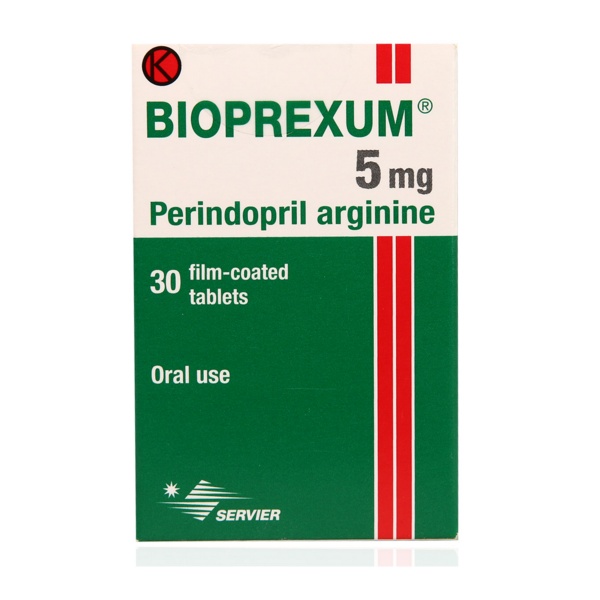 K
BIOPREXUM®
5 mg
Perindopril arginine
30 film-coated
tablets
Oral use
SERVIER